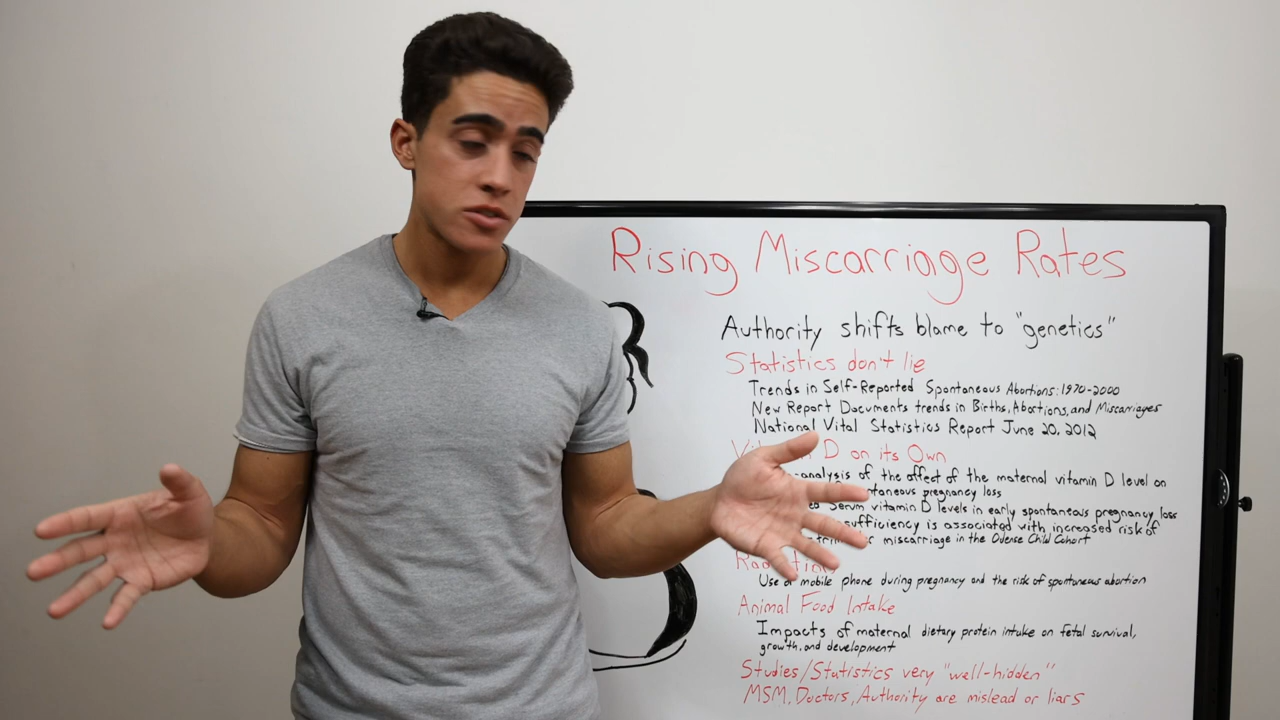 Rising Miscarriage Rates
Authority shifts blame to "genetics"
Statistics don't lie
Trends in Self-Reported Spontaneous Abortions: 1970-2000
New Report Documents trends in Births, Abortions, and Miscarriages
National Vital Statistics Report June 20, 2012
D on its Own
analysis of the affect of the maternal vitamin D level on
pregnancy loss
Serum vitamin D levels in early spontaneous pregnancy loss
is associated with increased risk of
miscarriage in the Odense Child Cohort
Use of mobile phone during pregnancy and the risk of spontaneous abortion
Animal Food Intake
Impacts of maternal dietary protein intake on fetal survival,
growth, and development
Studies/Statistics very "well-hidden"
MSM, Doctors, Authority are mislead or liars